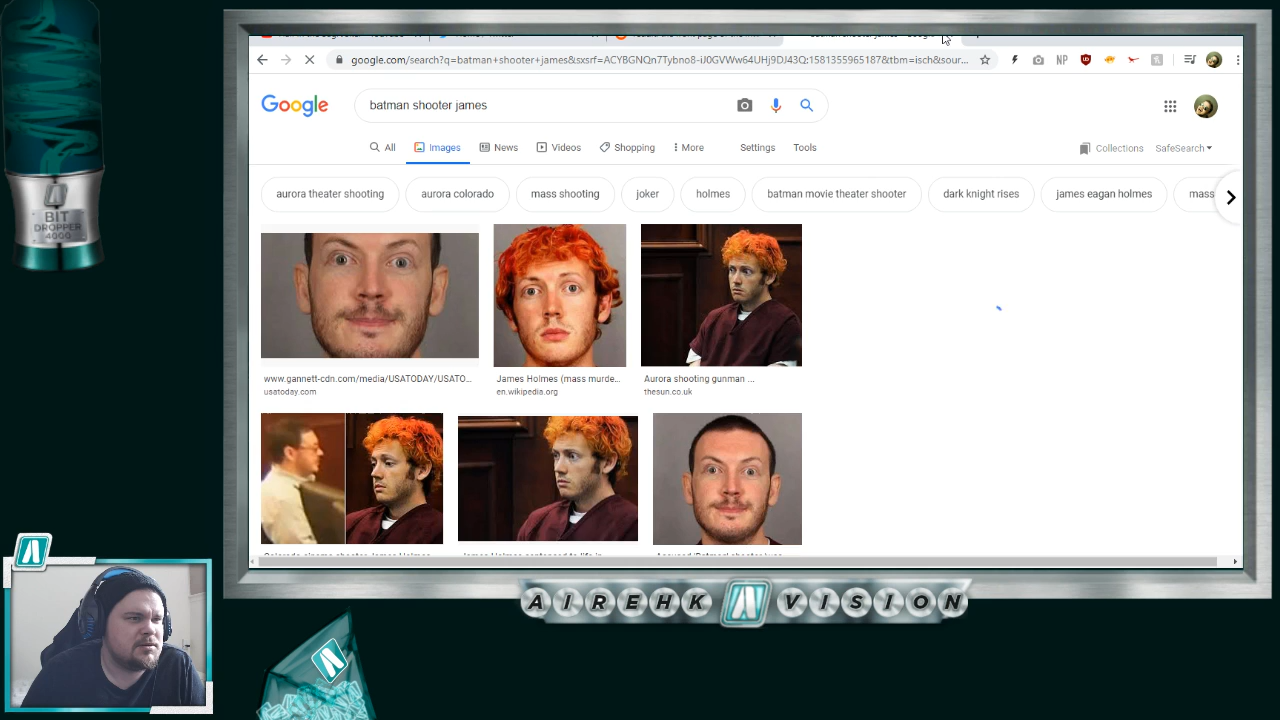 google.com/search?q=batman+shooter+james&sxsrf=ACYBGNQn7Tybno8-iJ0GVWw64UHj9DJ43Q:1581355965187&tbm=isch&sour...
NP
Google
batman shooter james
All
Images
News
Videos
Shopping
More
Settings
Tools
Collections
SafeSearch
aurora theater shooting
aurora colorado
mass shooting
joker
holmes
batman movie theater shooter
dark knight rises
james eagan holmes
mass
BIT
DROPPER
4000
www.gannett-cdn.com/media/USATODAY/USATO...
usatoday.com
James Holmes (mass murde...
en.wikipedia.org
Aurora shooting gunman ...
thesun.co.uk
AIREHK VISION